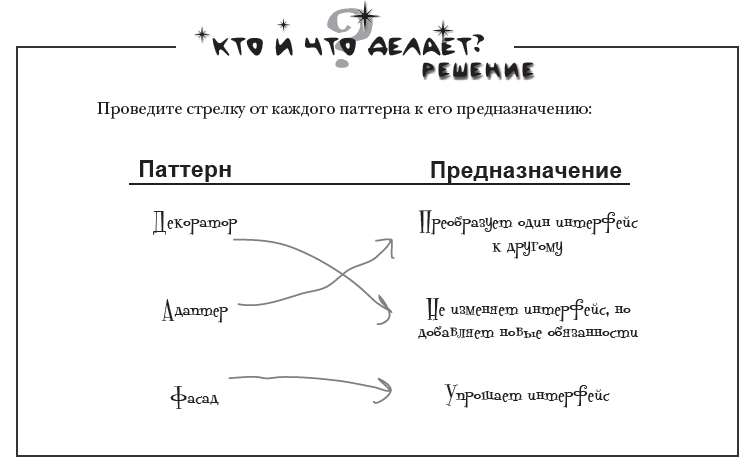 КТО И ЧТО ДЕЛАЕТ?
РЕШЕНИЕ
Проведите стрелку от каждого паттерна к его предназначению:
Паттерн
Предназначение
Декоратор
Преобразует один интерфейс
к другому
Адаптер
Не изменяет интерфейс, но
добавляет новые обязанности
Фасад
Упрощает интерфейс